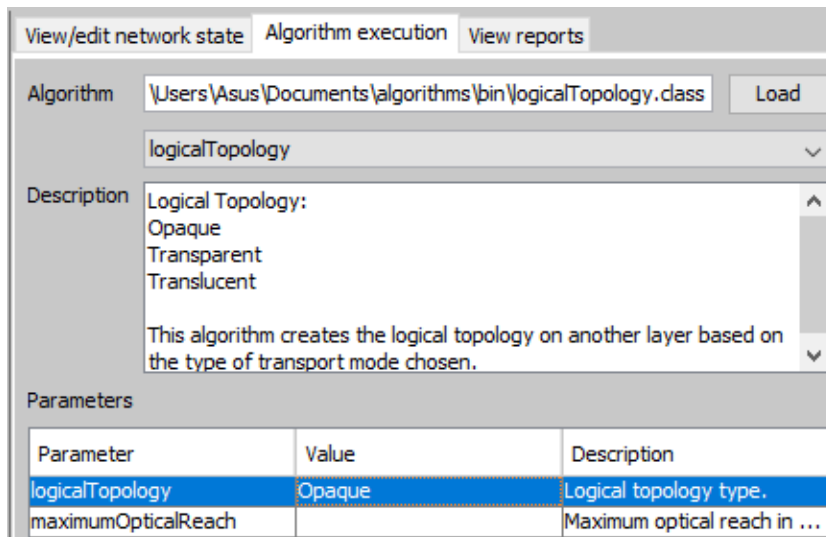 View/edit network state Algorithm execution View reports
Algorithm \Users\Asus\Documents\algorithms\bin\logicalTopology.class Load
logicalTopology
Description Logical Topology:
Opaque
Transparent
Translucent
This algorithm creates the logical topology on another layer based on
the type of transport mode chosen.
Parameters
Parameter Value Description
logicalTopology Opaque Logical topology type.
maximumOpticalReach Maximum optical reach in ...